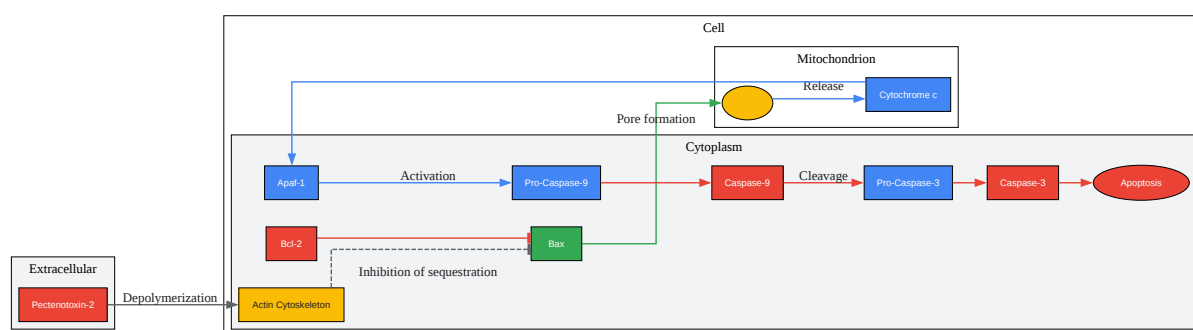 Cell
Mitochondrion
Release
Cytochrome c
Pore formation
Cytoplasm
Apaf-1
Activation
Pro-Caspase-9
Caspase-9
Cleavage
Pro-Caspase-3
Caspase-3
Apoptosis
Bcl-2
Bax
Inhibition of sequestration
Extracellular
Pectenotoxin-2
Depolymerization
Actin Cytoskeleton